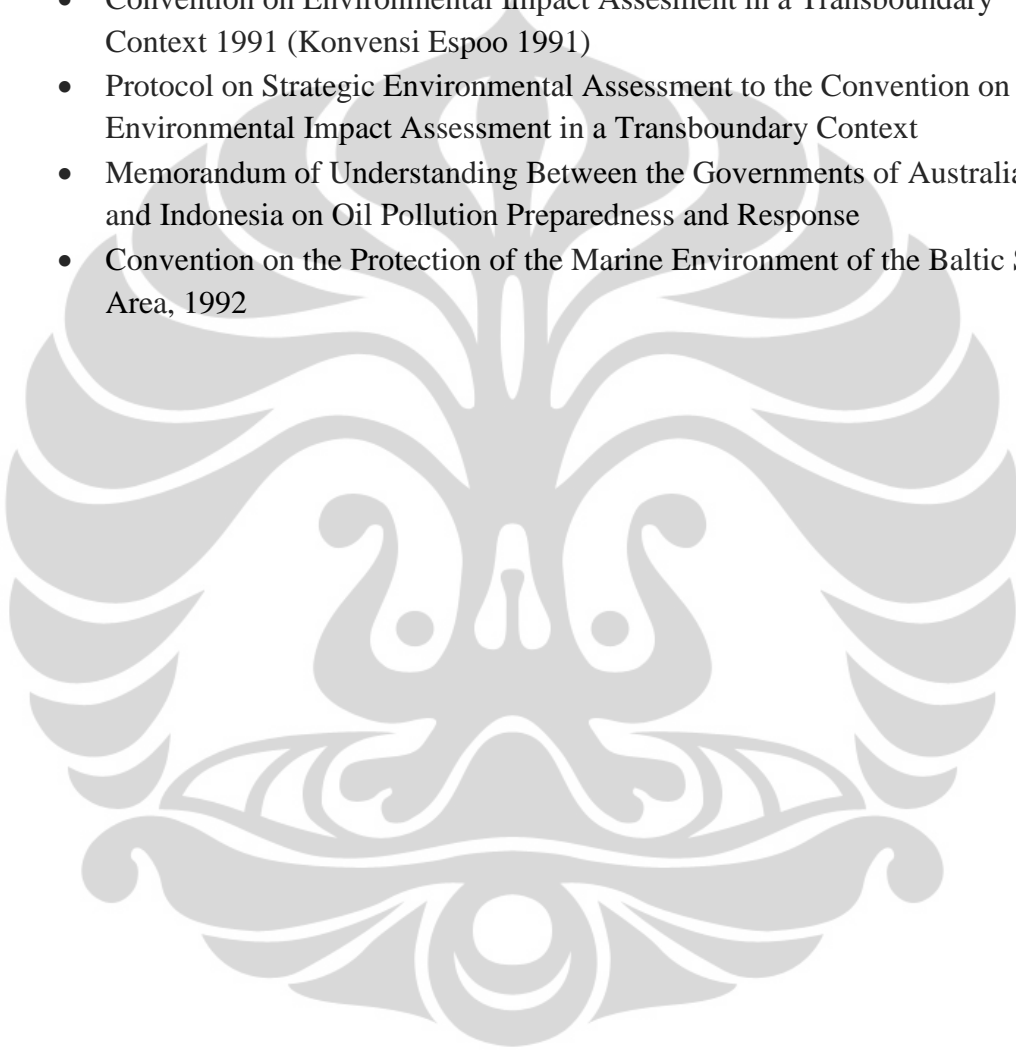 • Convention on Environmental Impact Assesment in a Transboundary
Context 1991 (Konvensi Espoo 1991)
• Protocol on Strategic Environmental Assessment to the Convention on
Environmental Impact Assessment in a Transboundary Context
• Memorandum of Understanding Between the Governments of Australia
and Indonesia on Oil Pollution Preparedness and Response
• Convention on the Protection of the Marine Environment of the Baltic
Area, 1992